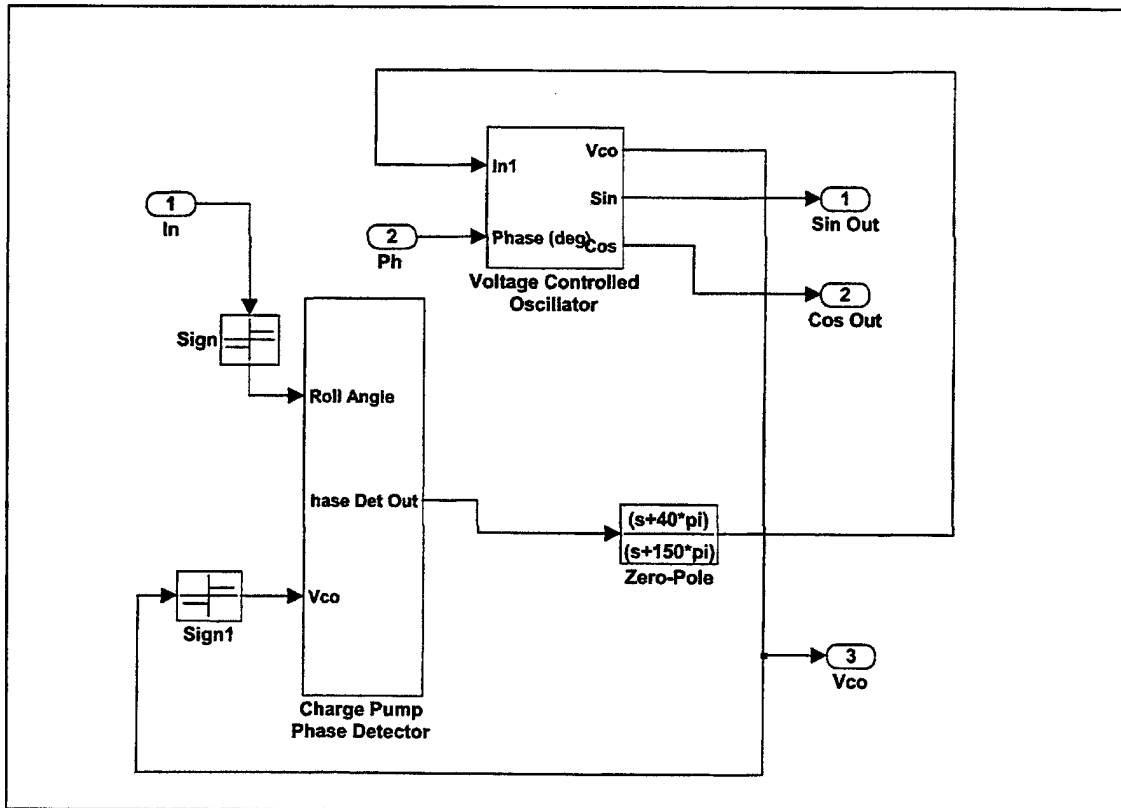 Vco
In1
Sin
1
Sin Out
1
In
2
Ph
Phase (deg)
Cos
Voltage Controlled
Oscillator
2
Cos Out
Sign
Roll Angle
hase Det Out
(s+40*pi)
(s+150*pi)
Zero-Pole
Vco
Sign1
3
Vco
Charge Pump
Phase Detector